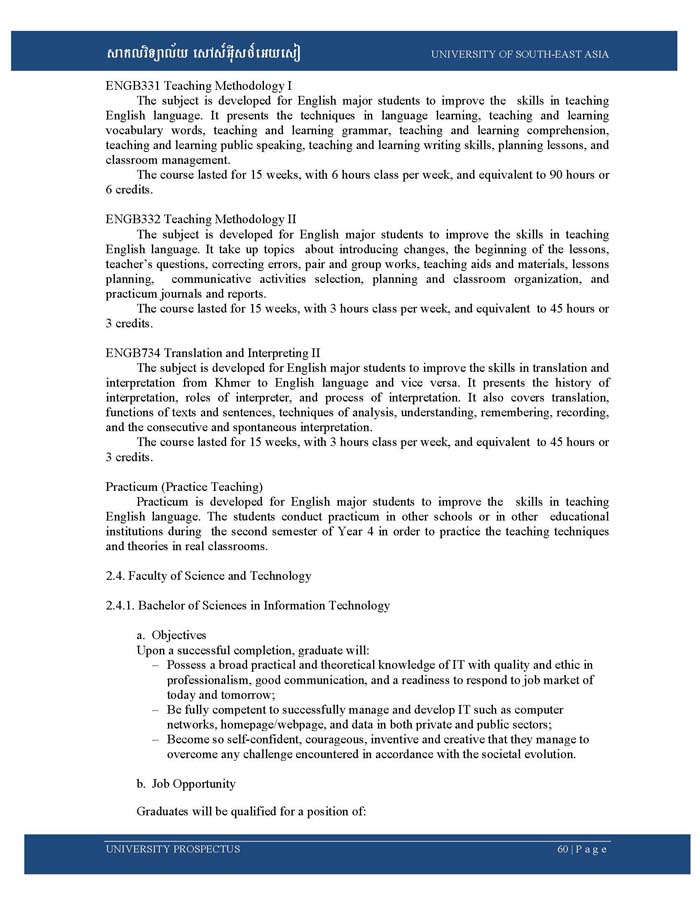 សាកលវិទ្យាល័យ សៅស៍អ៊ីសថ៍អេយសៀ UNIVERSITY OF SOUTH-EAST ASIA
ENGB331 Teaching Methodology I
The subject is developed for English major students to improve the skills in teaching
English language. It presents the techniques in language learning, teaching and learning
vocabulary words, teaching and learning grammar, teaching and learning comprehension,
teaching and learning public speaking, teaching and learning writing skills, planning lessons, and
classroom management.
The course lasted for 15 weeks, with 6 hours class per week, and equivalent to 90 hours or
6 credits.
ENGB332 Teaching Methodology II
The subject is developed for English major students to improve the skills in teaching
English language. It take up topics about introducing changes, the beginning of the lessons,
teacher’s questions, correcting errors, pair and group works, teaching aids and materials, lessons
planning, communicative activities selection, planning and classroom organization, and
practicum journals and reports.
The course lasted for 15 weeks, with 3 hours class per week, and equivalent to 45 hours or
3 credits.
ENGB734 Translation and Interpreting II
The subject is developed for English major students to improve the skills in translation and
interpretation from Khmer to English language and vice versa. It presents the history of
interpretation, roles of interpreter, and process of interpretation. It also covers translation,
functions of texts and sentences, techniques of analysis, understanding, remembering, recording,
and the consecutive and spontaneous interpretation.
The course lasted for 15 weeks, with 3 hours class per week, and equivalent to 45 hours or
3 credits.
Practicum (Practice Teaching)
Practicum is developed for English major students to improve the skills in teaching
English language. The students conduct practicum in other schools or in other educational
institutions during the second semester of Year 4 in order to practice the teaching techniques
and theories in real classrooms.
2.4. Faculty of Science and Technology
2.4.1. Bachelor of Sciences in Information Technology
a. Objectives
Upon a successful completion, graduate will:
– Possess a broad practical and theoretical knowledge of IT with quality and ethic in
professionalism, good communication, and a readiness to respond to job market of
today and tomorrow;
– Be fully competent to successfully manage and develop IT such as computer
networks, homepage/webpage, and data in both private and public sectors;
– Become so self-confident, courageous, inventive and creative that they manage to
overcome any challenge encountered in accordance with the societal evolution.
b. Job Opportunity
Graduates will be qualified for a position of:
UNIVERSITY PROSPECTUS 60 | P a g e